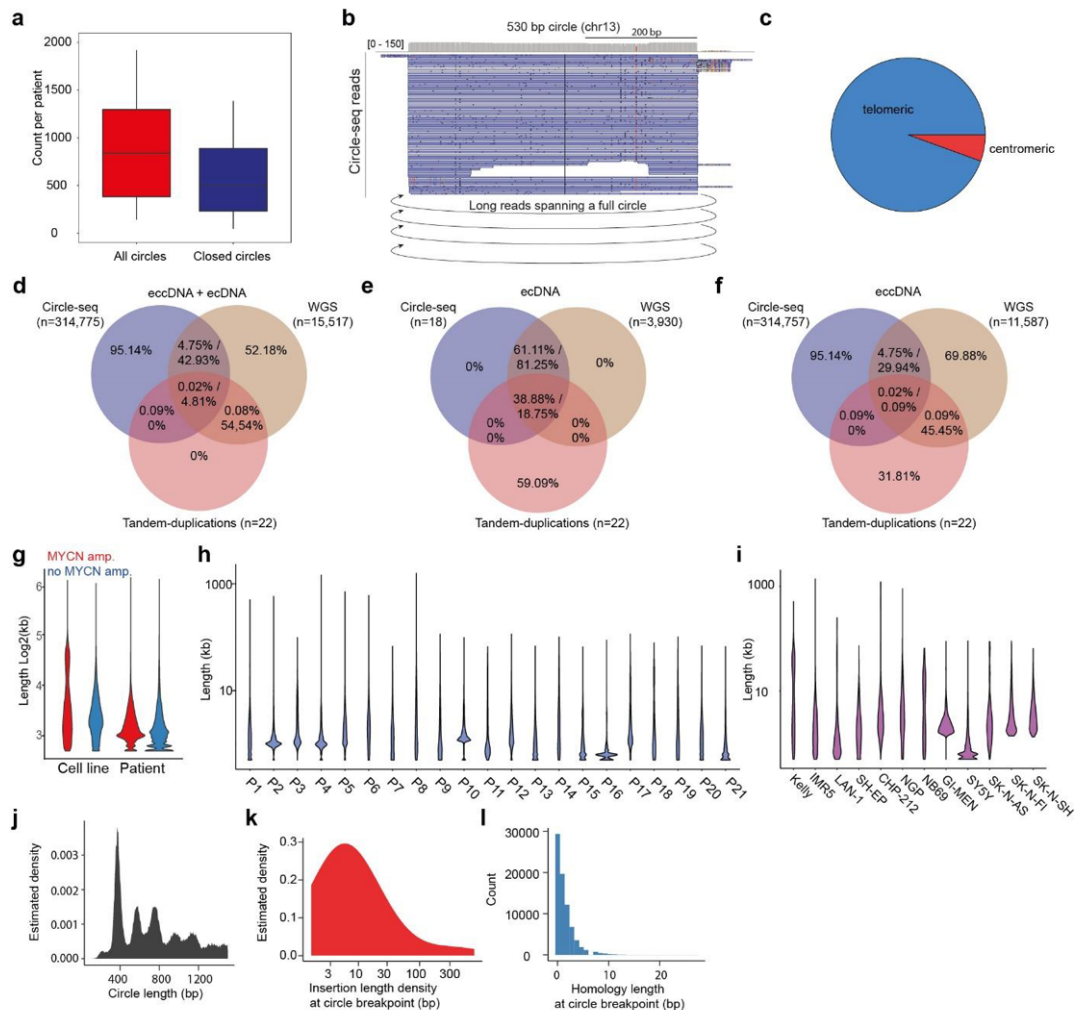 a
2000
1500
1000
500
0
Count per patient
All circles
Closed circles
b
530 bp circle (chr13)
200 bp
[0 - 150]
Circle-seq reads
Long reads spanning a full circle
c
telomeric
centromeric
d
eccDNA + ecDNA
Circle-seq
(n=314,775)
WGS
(n=15,517)
95.14%
4.75% /
42.93%
52.18%
0.02% /
4.81%
0.09%
0%
0.08%
54,54%
0%
Tandem-duplications (n=22)
e
ecDNA
Circle-seq
(n=18)
WGS
(n=3,930)
0%
61.11% /
81.25%
0%
38.88% /
18.75%
0%
0%
0%
0%
59.09%
Tandem-duplications (n=22)
f
eccDNA
Circle-seq
(n=314,757)
WGS
(n=11,587)
95.14%
4.75% /
29.94%
69.88%
0.02% /
0.09%
0.09%
0%
0.09%
45.45%
31.81%
Tandem-duplications (n=22)
g
MYCN amp.
no MYCN amp.
6
5
4
3
Length Log2(kb)
Cell line
Patient
h
1000
10
Length (kb)
P1
P2
P3
P4
P5
P6
P7
P8
P9
P10
P11
P12
P13
P14
P15
P16
P17
P18
P19
P20
P21
i
1000
10
Length (kb)
Kelly
IMR5
LAN-1
SH-EP
CHP-212
NGP
NB69
GI-MEN
SY5Y
SK-N-AS
SK-N-FI
SK-N-SH
j
0.003
0.002
0.001
0.000
Estimated density
400
800
1200
Circle length (bp)
k
0.3
0.2
0.1
0.0
Estimated density
3
10
30
100
300
Insertion length density
at circle breakpoint (bp)
l
30000
20000
10000
0
Count
0
10
20
Homology length
at circle breakpoint (bp)